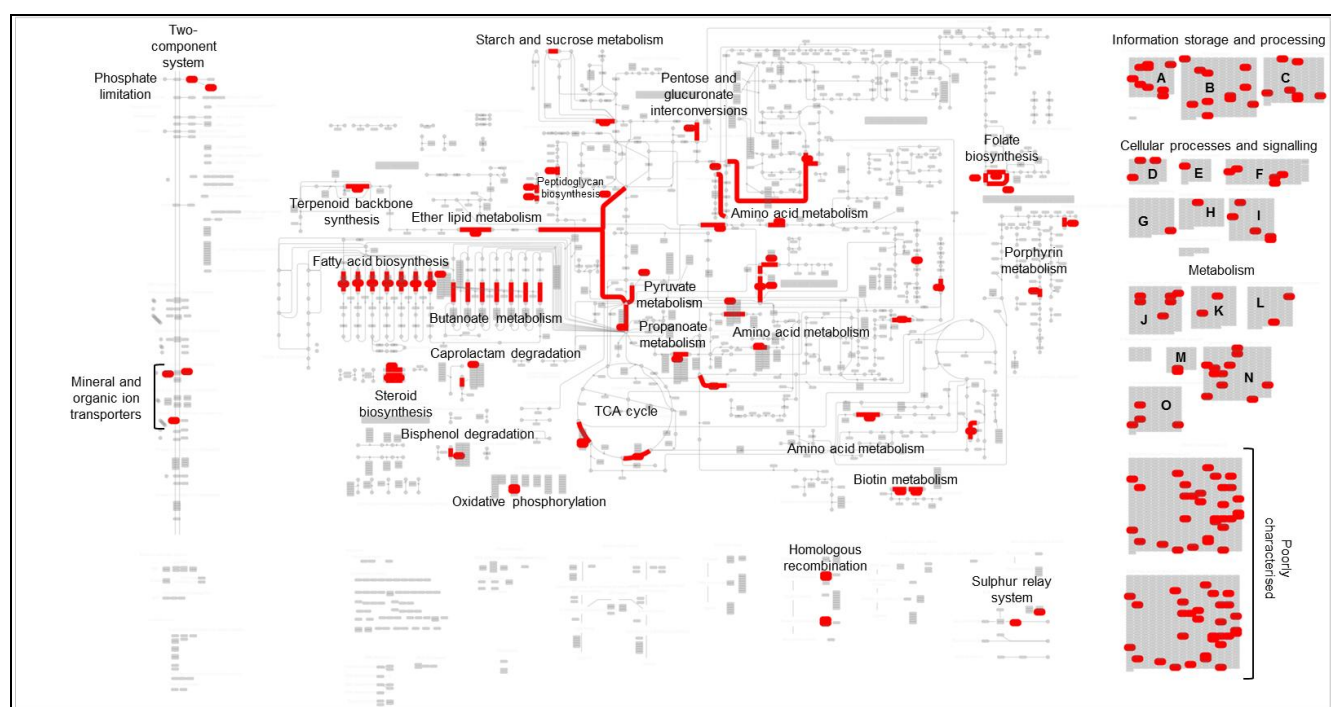 Two-
component
system
Phosphate
limitation
Starch and sucrose metabolism
Pentose and
glucuronate
interconversions
Folate
biosynthesis
Peptidoglycan
biosynthesis
Terpenoid backbone
synthesis
Ether lipid metabolism
Amino acid metabolism
Fatty acid biosynthesis
Porphyrin
metabolism
Pyruvate
metabolism
Butanoate metabolism
Propanoate
metabolism
Amino acid metabolism
Caprolactam degradation
Mineral and
organic ion
transporters
Steroid
biosynthesis
TCA cycle
Bisphenol degradation
Amino acid metabolism
Biotin metabolism
Oxidative phosphorylation
Homologous
recombination
Sulphur relay
system
Information storage and processing
A
B
C
Cellular processes and signalling
D
E
F
G
H
I
Metabolism
J
K
L
M
N
O
Poorly
characterised